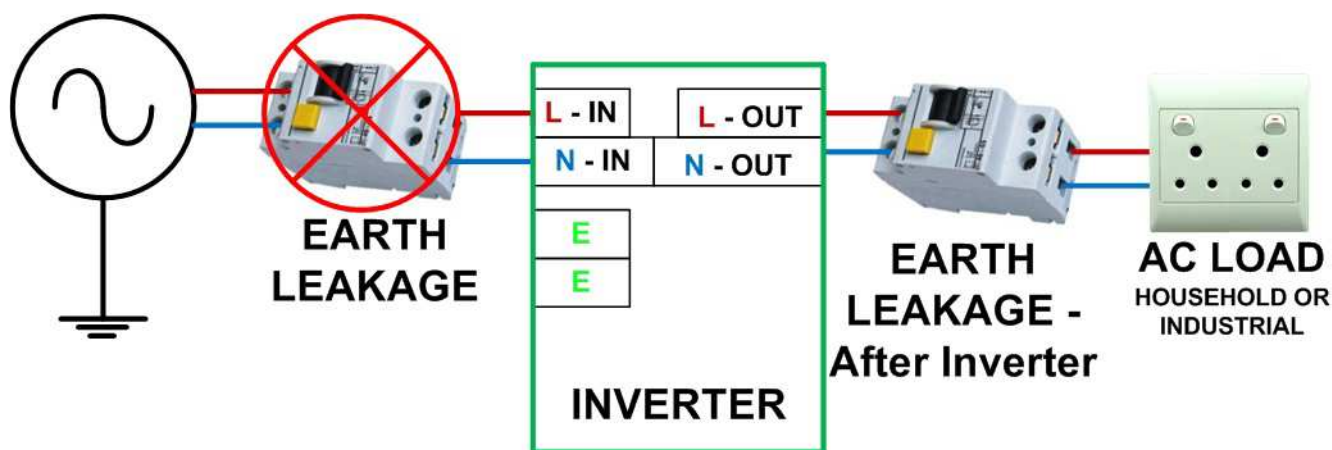 EARTH
LEAKAGE
L - IN
L - OUT
N - IN
N - OUT
E
E
INVERTER
EARTH
LEAKAGE -
After Inverter
AC LOAD
HOUSEHOLD OR
INDUSTRIAL